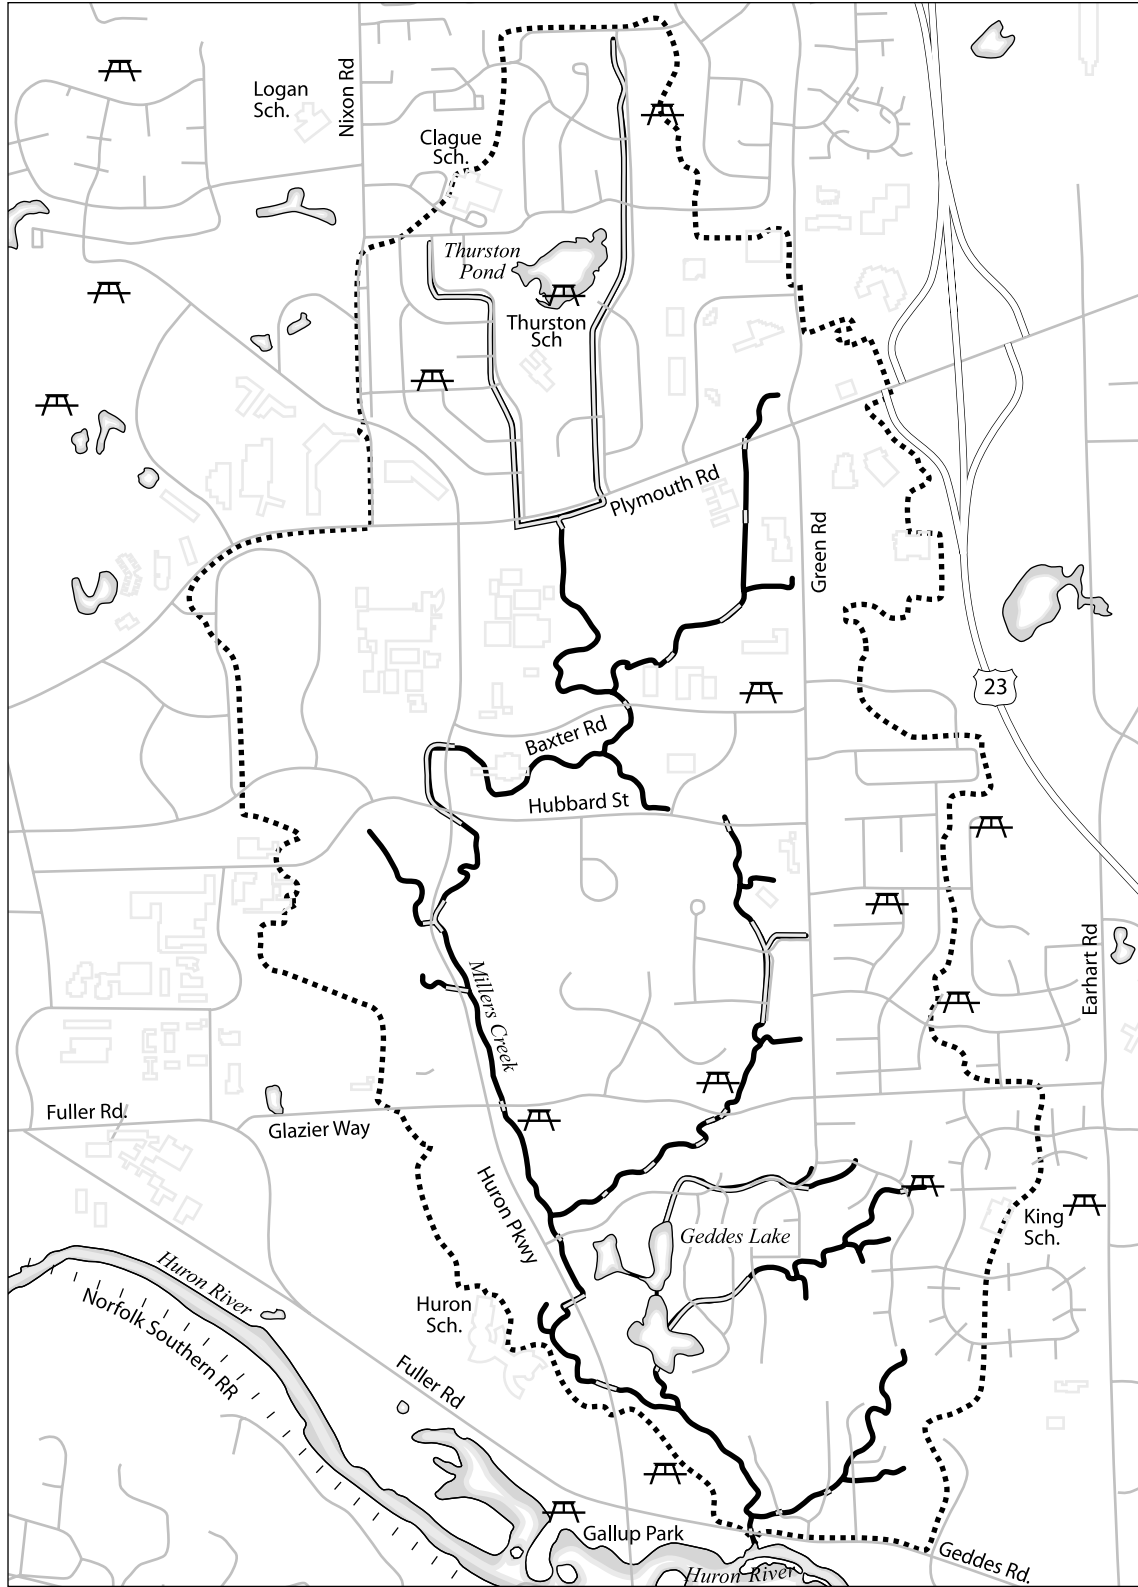 Logan
Sch.
Nixon Rd
Clague
Sch.
Thurston
Pond
Thurston
Sch
Plymouth Rd
Green Rd
23
Baxter Rd
Hubbard St
Millers Creek
Earhart Rd
Fuller Rd.
Glazier Way
Huron Pkwy
Geddes Lake
King
Sch.
Huron River
Norfolk Southern RR
Huron
Sch.
Fuller Rd
Gallup Park
Geddes Rd.
Huron River